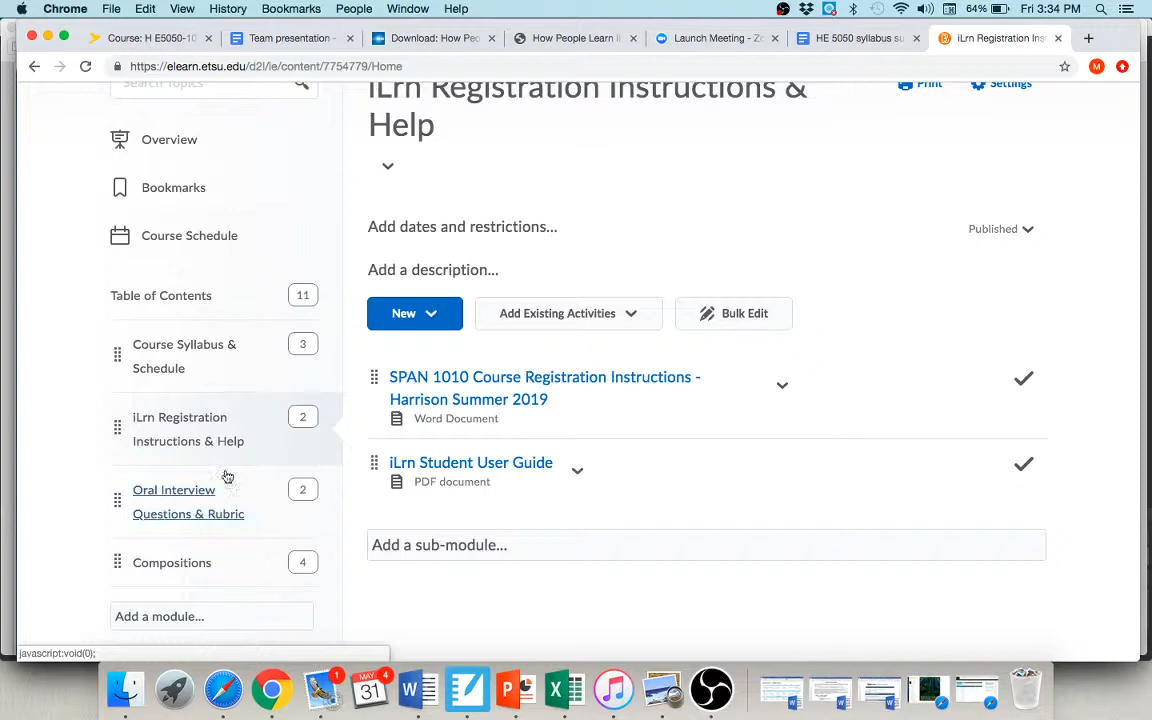 Chrome File Edit View History Bookmarks People Window Help 64% Fri 3:34 PM
Course: H E5050-10
Team presentation -
Download: How Peo
How People Learn I
Launch Meeting - Zo
HE 5050 syllabus su
iLrn Registration Ins
https://elearn.etsu.edu/d2l/le/content/7754779/Home
M
Search Topics
Overview
Bookmarks
Course Schedule
Table of Contents 11
Course Syllabus &
Schedule
3
iLrn Registration
Instructions & Help
2
Oral Interview
Questions & Rubric
2
Compositions 4
Add a module...
iLrn Registration Instructions &
Help
Print
Settings
Add dates and restrictions...
Published
Add a description...
New
Add Existing Activities
Bulk Edit
SPAN 1010 Course Registration Instructions -
Harrison Summer 2019
Word Document
iLrn Student User Guide
PDF document
Add a sub-module...
javascript:void(0);
1
MAY
31
4
W
P
X